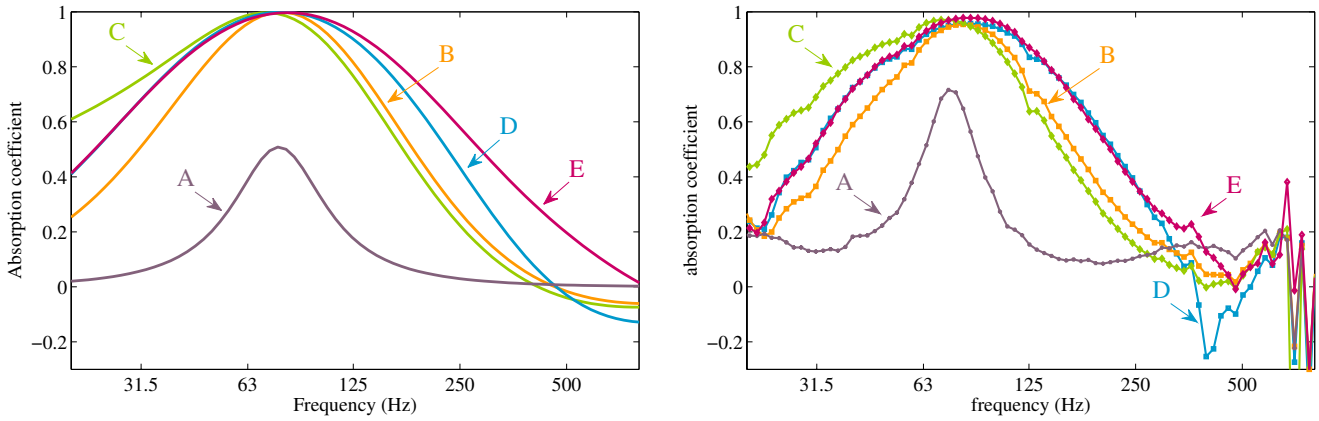 Absorption coefficient
1
0.8
0.6
0.4
0.2
0
−0.2
31.5 63 125 250 500
Frequency (Hz)
A
B
C
D
E
absorption coefficient
1
0.8
0.6
0.4
0.2
0
−0.2
31.5 63 125 250 500
frequency (Hz)
A
B
C
D
E